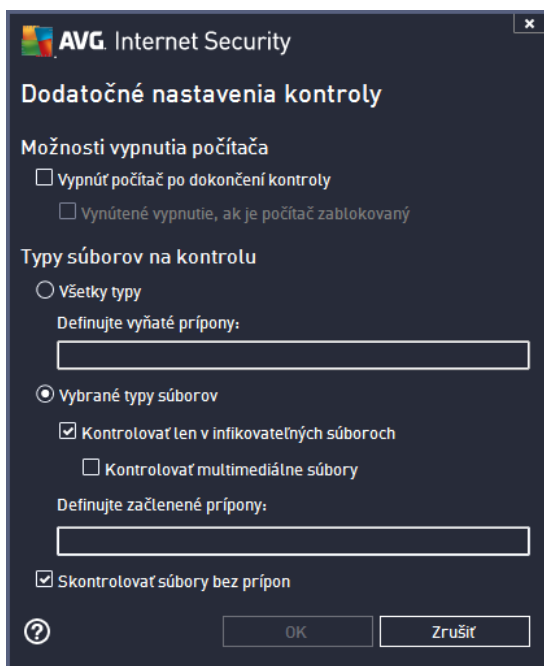 AVG. Internet Security
Dodatočné nastavenia kontroly
Možnosti vypnutia počítača
Vypnúť počítač po dokončení kontroly
Vynútené vypnutie, ak je počítač zablokovaný
Typy súborov na kontrolu
Všetky typy
Definujte vyňaté prípony:
Vybrané typy súborov
Kontrolovať len v infikovateľných súboroch
Kontrolovať multimediálne súbory
Definujte začlenené prípony:
Skontrolovať súbory bez prípon
OK
Zrušiť